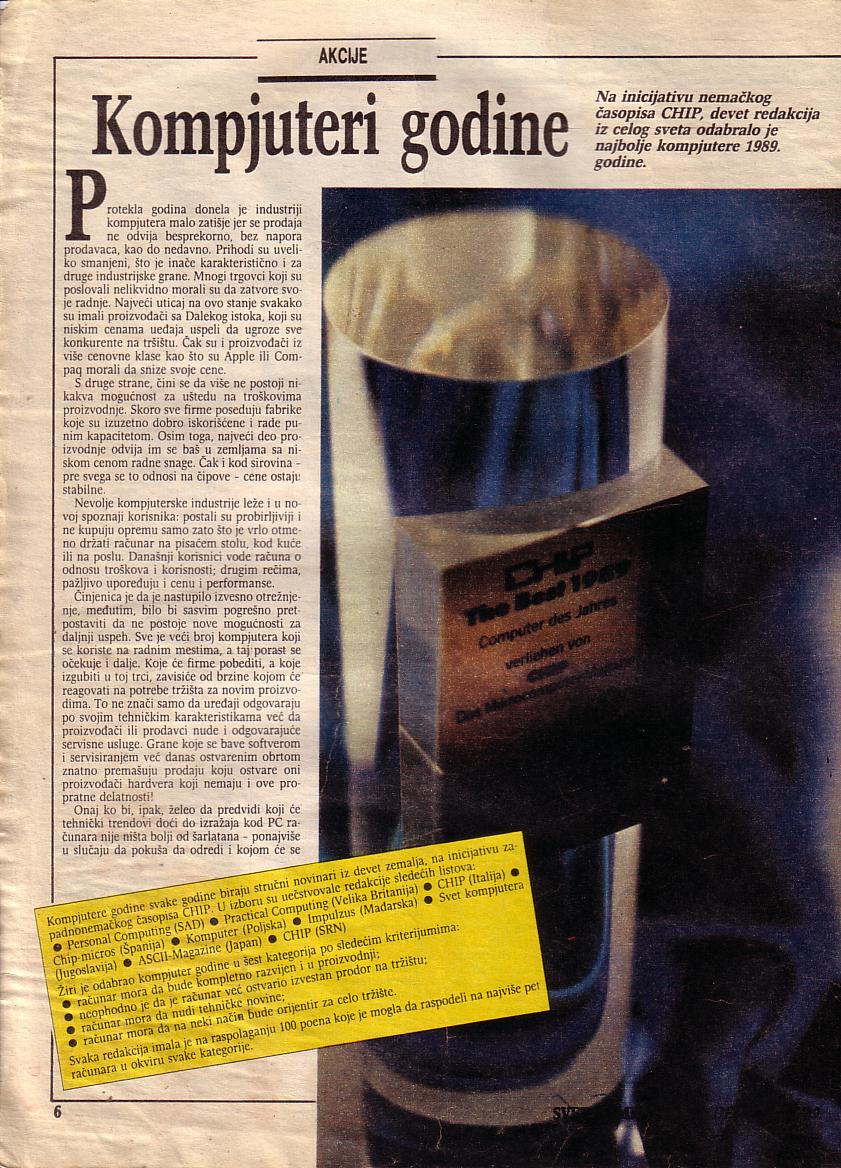 AKCIJE
Kompjuteri godine
Na inicijativu nemačkog
časopisa CHIP, devet redakcija
iz celog sveta odabralo je
najbolje kompjutere 1989.
godine.
Protekla godina donela je industriji
kompjutera malo zatišje jer se prodaja
ne odvija besprekorno, bez napora
prodavaca, kao do nedavno. Prihodi su uveli-
ko smanjeni, što je inače karakteristično i za
druge industrijske grane. Mnogi trgovci koji su
poslovali nelikvidno morali su da zatvore svo-
je radnje. Najveći uticaj na ovo stanje svakako
su imali proizvođači sa Dalekog istoka, koji su
niskim cenama ueđaja uspeli da ugroze sve
konkurente na tršištu. Čak su i proizvođači iz
više cenovne klase kao što su Apple ili Com-
paq morali da snize svoje cene.
S druge strane, čini se da više ne postoji ni-
kakva mogućnost za uštedu na troškovima
proizvodnje. Skoro sve firme poseduju fabrike
koje su izuzetno dobro iskorišćene i rade pu-
nim kapacitetom. Osim toga, najveći deo pro-
izvodnje odvija im se baš u zemljama sa ni-
skom cenom radne snage. Čak i kod sirovina –
pre svega se to odnosi na čipove – cene ostaju
stabilne.
Nevolje kompjuterske industrije leže i u no-
voj spoznaji korisnika: postali su probirljiviji i
ne kupuju opremu samo zato što je vrlo otme-
no držati računar na pisaćem stolu, kod kuće
ili na poslu. Današnji korisnici vode računa o
odnosu troškova i korisnosti; drugim rečima,
pažljivo upoređuju i cenu i performanse.
Činjenica je da je nastupilo izvesno otrežnje-
nje, međutim, bilo bi sasvim pogrešno pret-
postaviti da ne postoje nove mogućnosti za
daljnji uspeh. Sve je veći broj kompjutera koji
se koriste na radnim mestima, a taj porast se
očekuje i dalje. Koje će firme pobediti, a koje
izgubiti u toj trci, zavisiće od brzine kojom će
reagovati na potrebe tržišta za novim proizvo-
dima. To ne znači samo da uređaji odgovaraju
po svojim tehničkim karakteristikama već da
proizvođači ili prodavci nude i odgovarajuće
servisne usluge. Grane koje se bave softverom
i servisiranjem već danas ostvarenim obrtom
znatno premašuju prodaju koju ostvare oni
proizvođači hardvera koji nemaju i ove pro-
pratne delatnosti!
Onaj ko bi, ipak, želeo da predvidi koji će
tehnički trendovi doći do izražaja kod PC ra-
čunara nije ništa bolji od šarlatana – ponajviše
u slučaju da pokuša da odredi i kojom će se
CHIP
The Best 1989
Computer des Jahres
verliehen von
CHIP
Das Mikrocomputer-Magazin
Kompjutere godine svake godine biraju stručni novinari iz devet zemalja, na inicijativu za-
padnonemačkog časopisa CHIP. U izboru su uečstvovale redakcije sledećih listova:
● Personal Computing (SAD) ● Practical Computing (Velika Britanija) ● CHIP (Italija) ●
Chip-micros (Španija) ● Komputer (Poljska) ● Impulzus (Mađarska) ● Svet kompjutera
(Jugoslavija) ● ASCII-Magazine (Japan) ● CHIP (SRN)
Žiri je odabrao kompjuter godine u šest kategorija po sledećim kriterijumima:
● računar mora da bude kompletno razvijen i u proizvodnji;
● neophodno je da je računar već ostvario izvestan prodor na tržištu;
● računar mora da nudi tehničke novine;
● računar mora da na neki način bude orijentir za celo tržište.
Svaka redakcija imala je na raspolaganju 100 poena koje je mogla da raspodeli na najviše pet
računara u okviru svake kategorije.
6